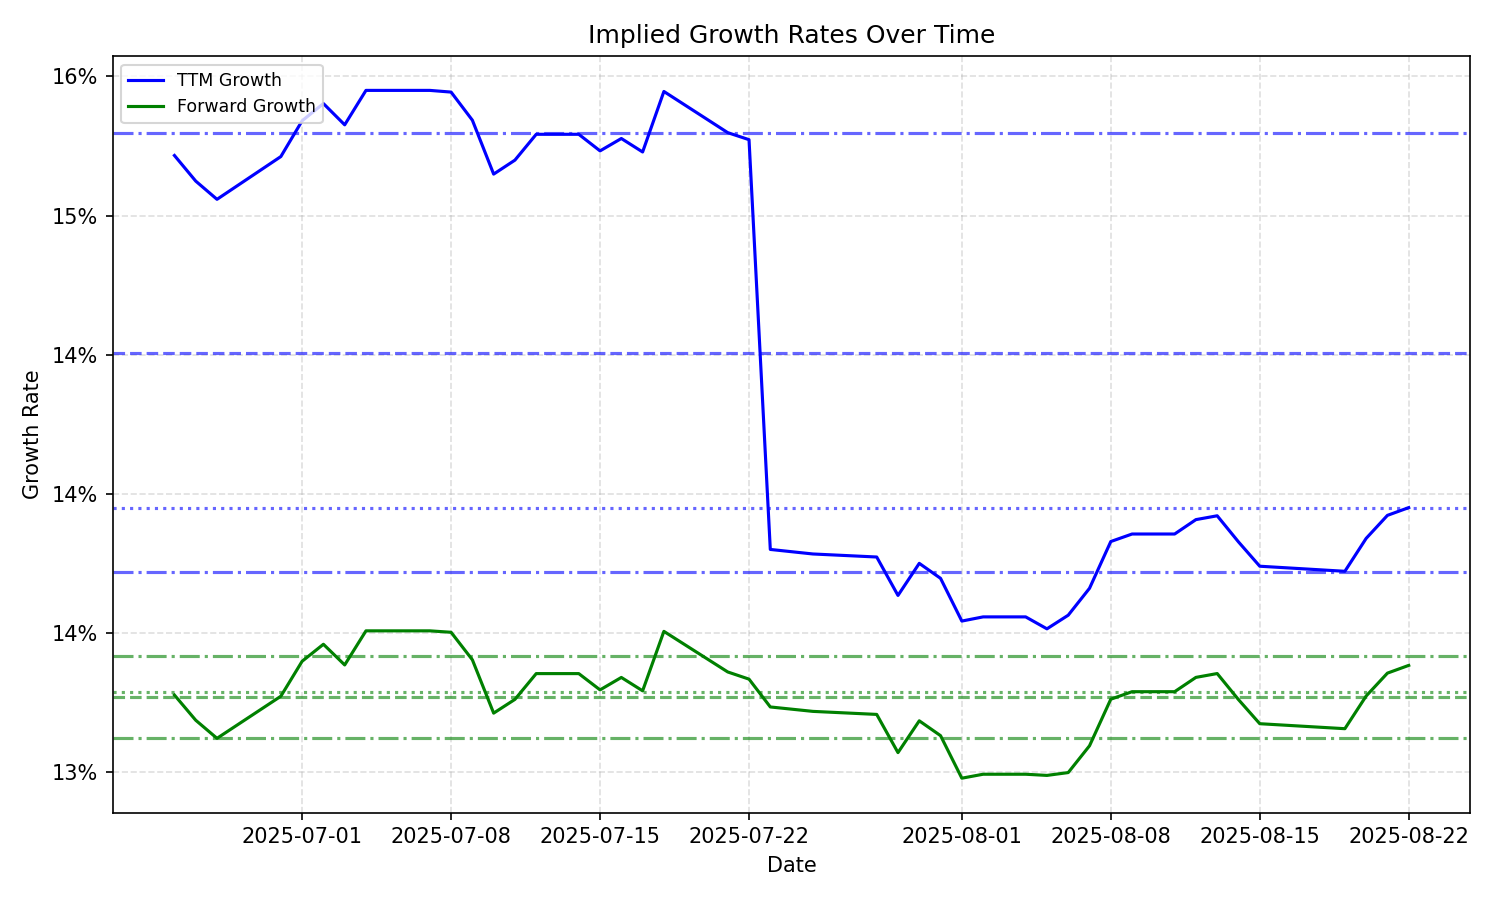 Implied Growth Rates Over Time
TTM Growth
Forward Growth
Growth Rate
16%
15%
14%
14%
14%
13%
2025-07-01
2025-07-08
2025-07-15
2025-07-22
2025-08-01
2025-08-08
2025-08-15
2025-08-22
Date